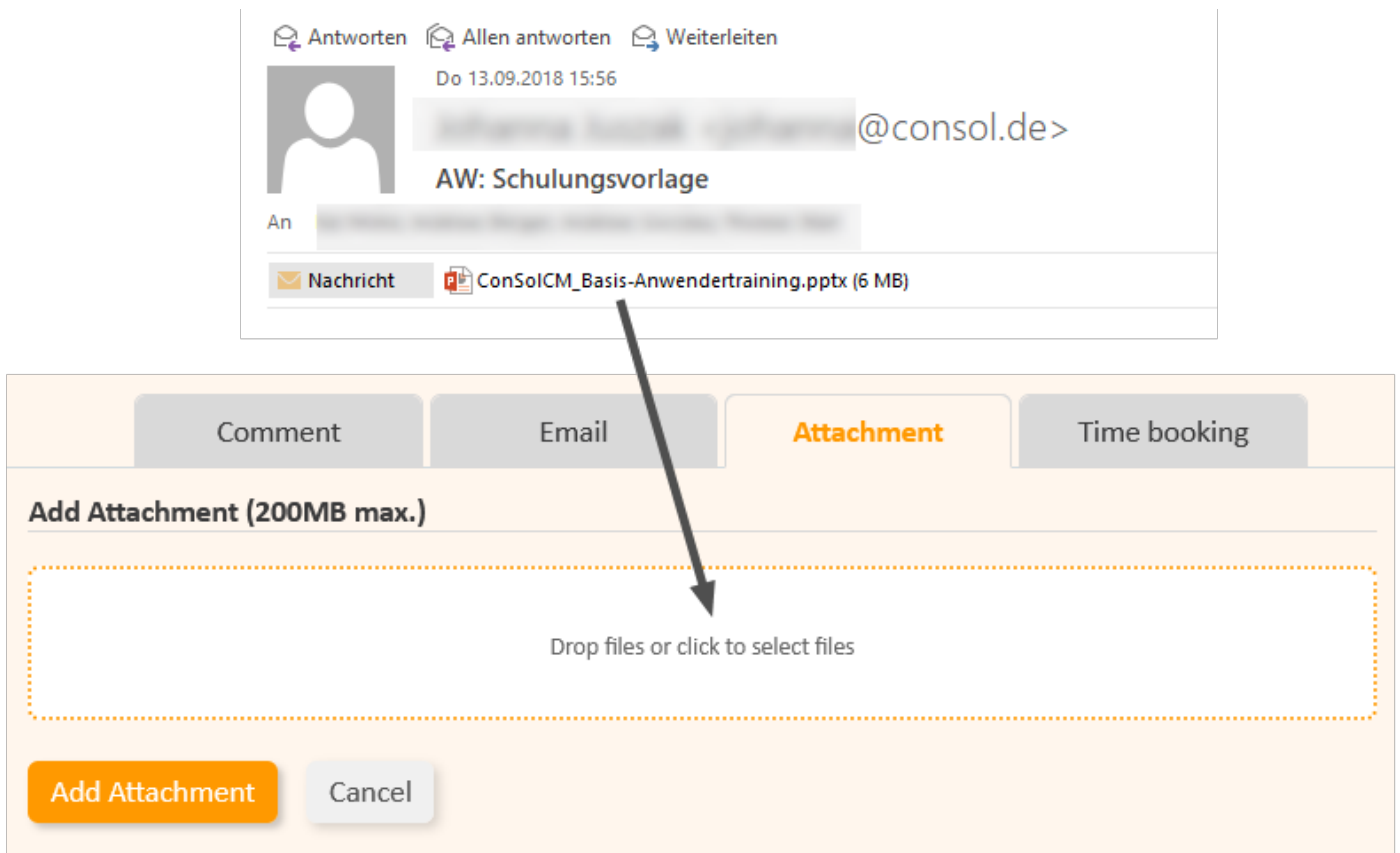 Antworten Allen antworten Weiterleiten
Do 13.09.2018 15:56
@consol.de>
AW: Schulungsvorlage
An
Nachricht ConSolCM_Basis-Anwendertraining.pptx (6 MB)
Comment Email Attachment Time booking
Add Attachment (200MB max.)
Drop files or click to select files
Add Attachment Cancel